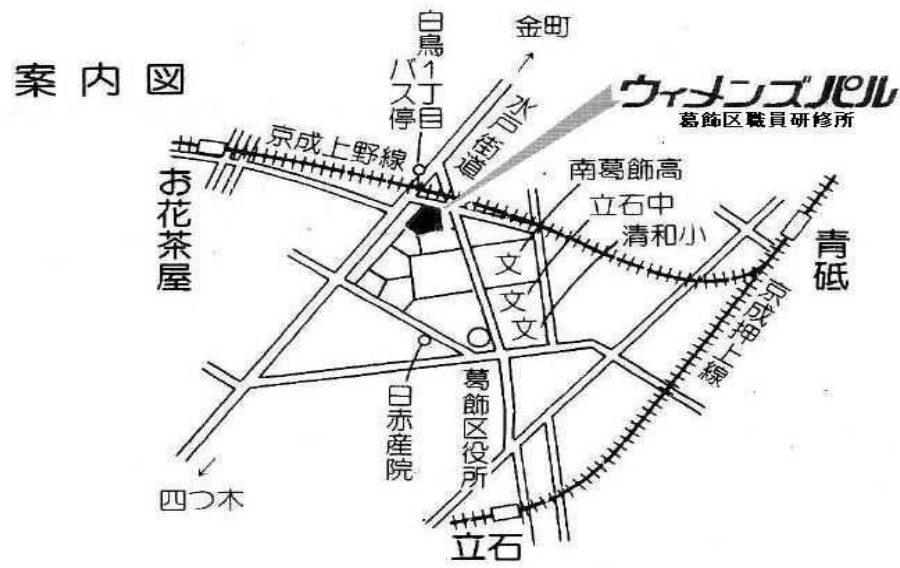 案内図
白鳥1丁目
バス停
金町
水戸街道
ウィメンズパル
葛飾区職員研修所
京成上野線
お花茶屋
南葛飾高
立石中
清和小
青砥
京成押上線
文
文
文
葛飾区役所
日赤産院
四つ木
立石